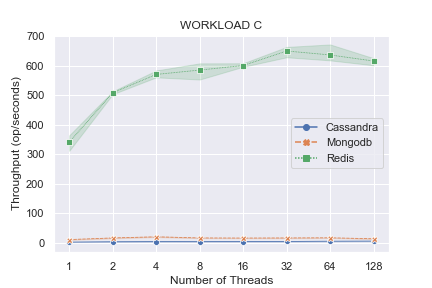 WORKLOAD C
Throughput (op/seconds)
700
600
500
400
300
200
100
0
Cassandra
Mongodb
Redis
1 2 4 8 16 32 64 128
Number of Threads